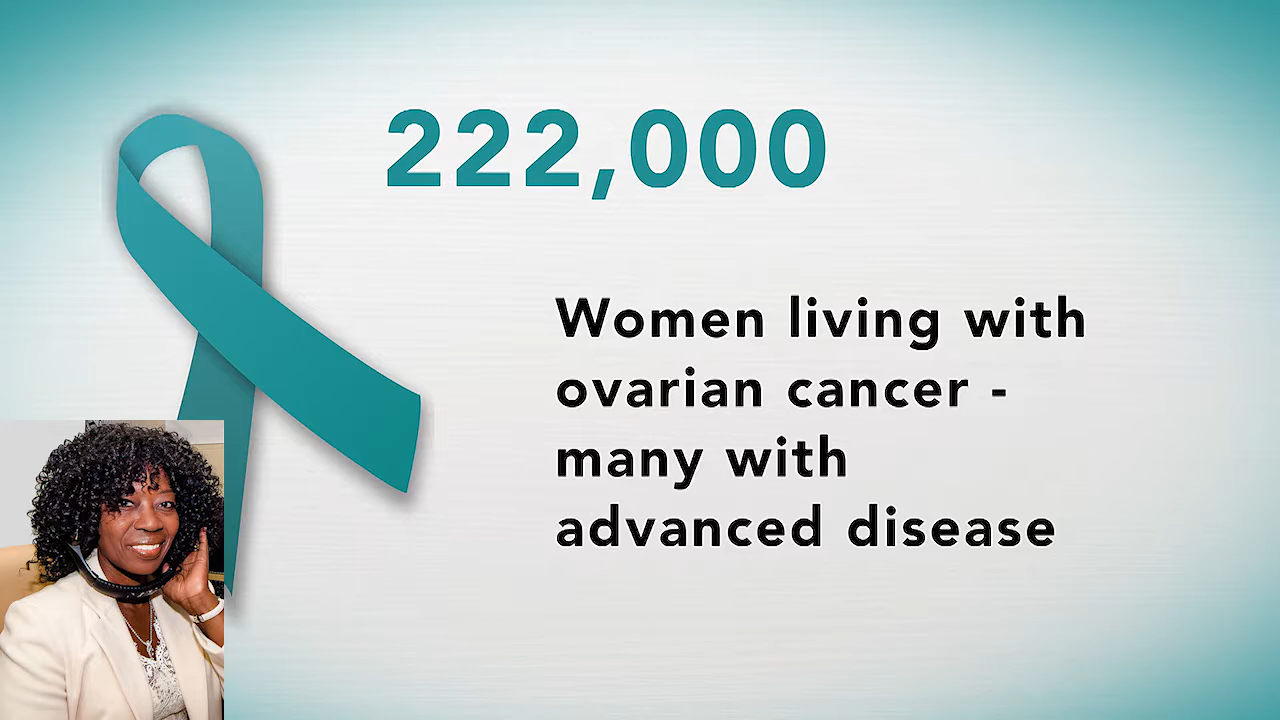 222,000
Women living with
ovarian cancer -
many with
advanced disease